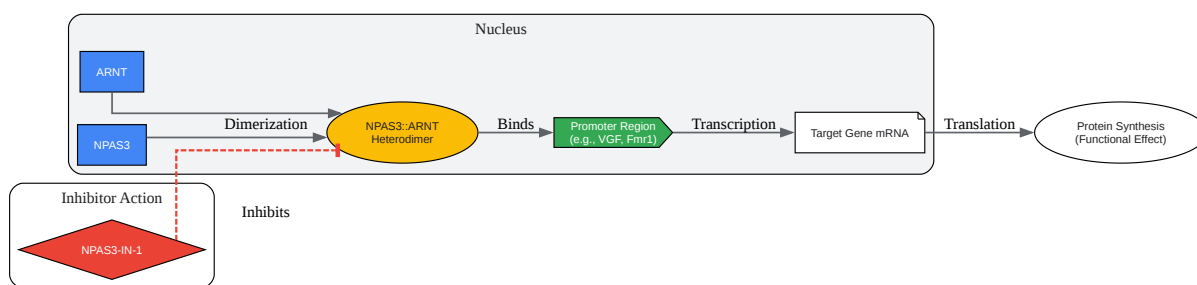 Nucleus
ARNT
NPAS3
Dimerization
NPAS3::ARNT
Heterodimer
Binds
Promoter Region
(e.g., VGF, Fmr1)
Transcription
Target Gene mRNA
Translation
Protein Synthesis
(Functional Effect)
Inhibitor Action
NPAS3-IN-1
Inhibits